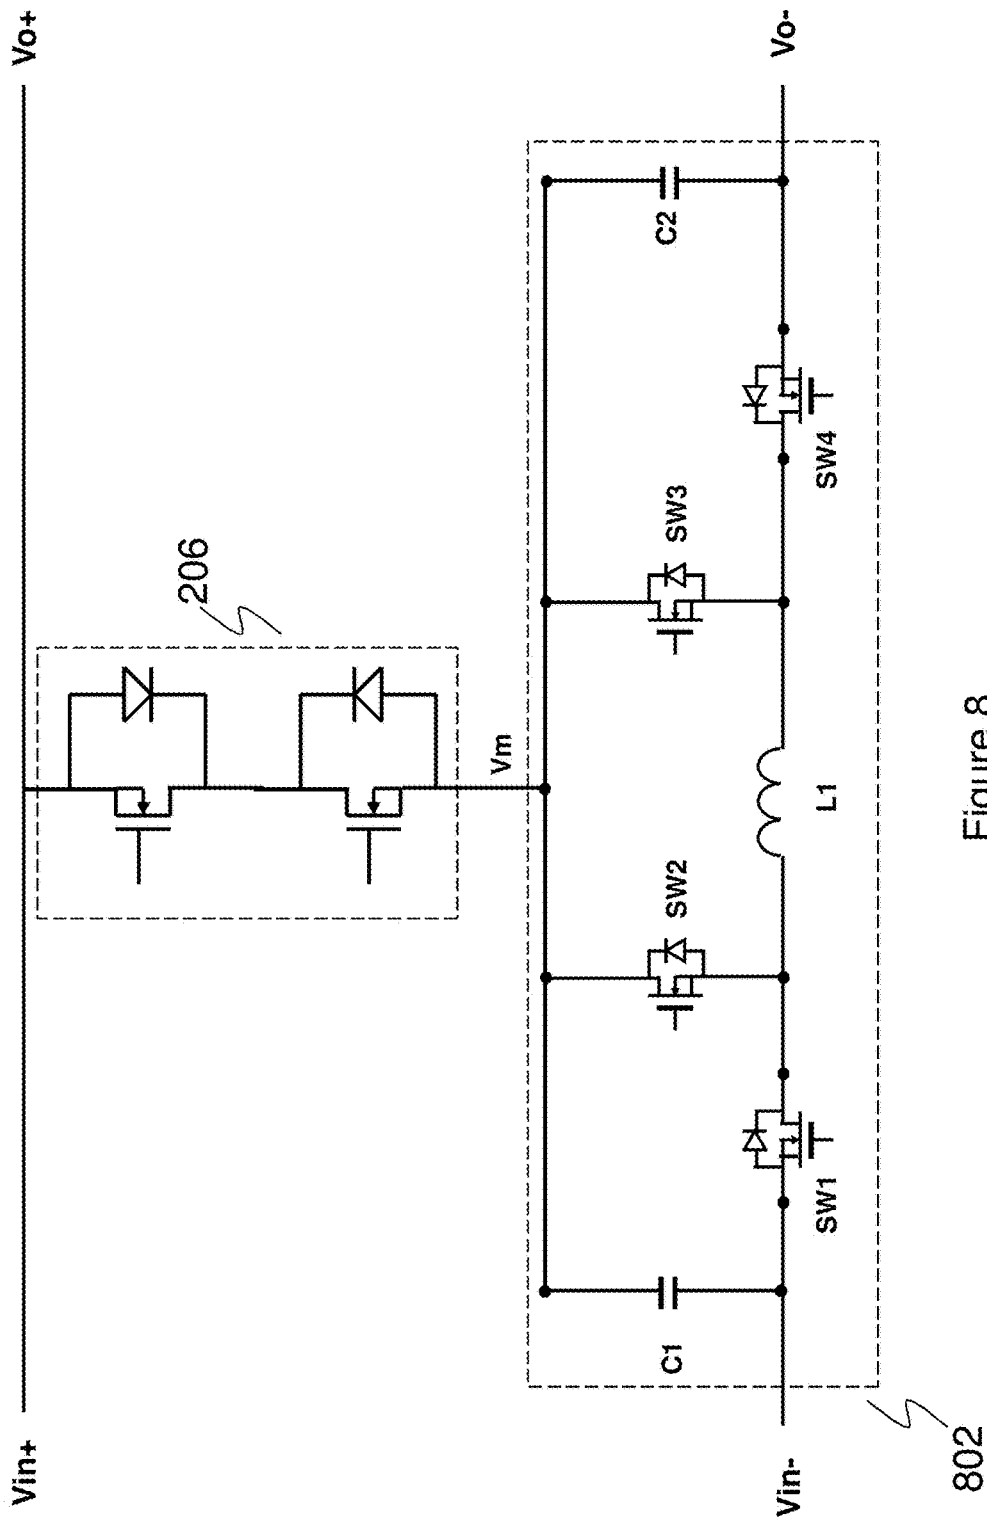 Vin+
Vo+
206
Vm
C1
SW1
SW2
L1
SW3
SW4
C2
Vin-
Vo-
802
Figure 8